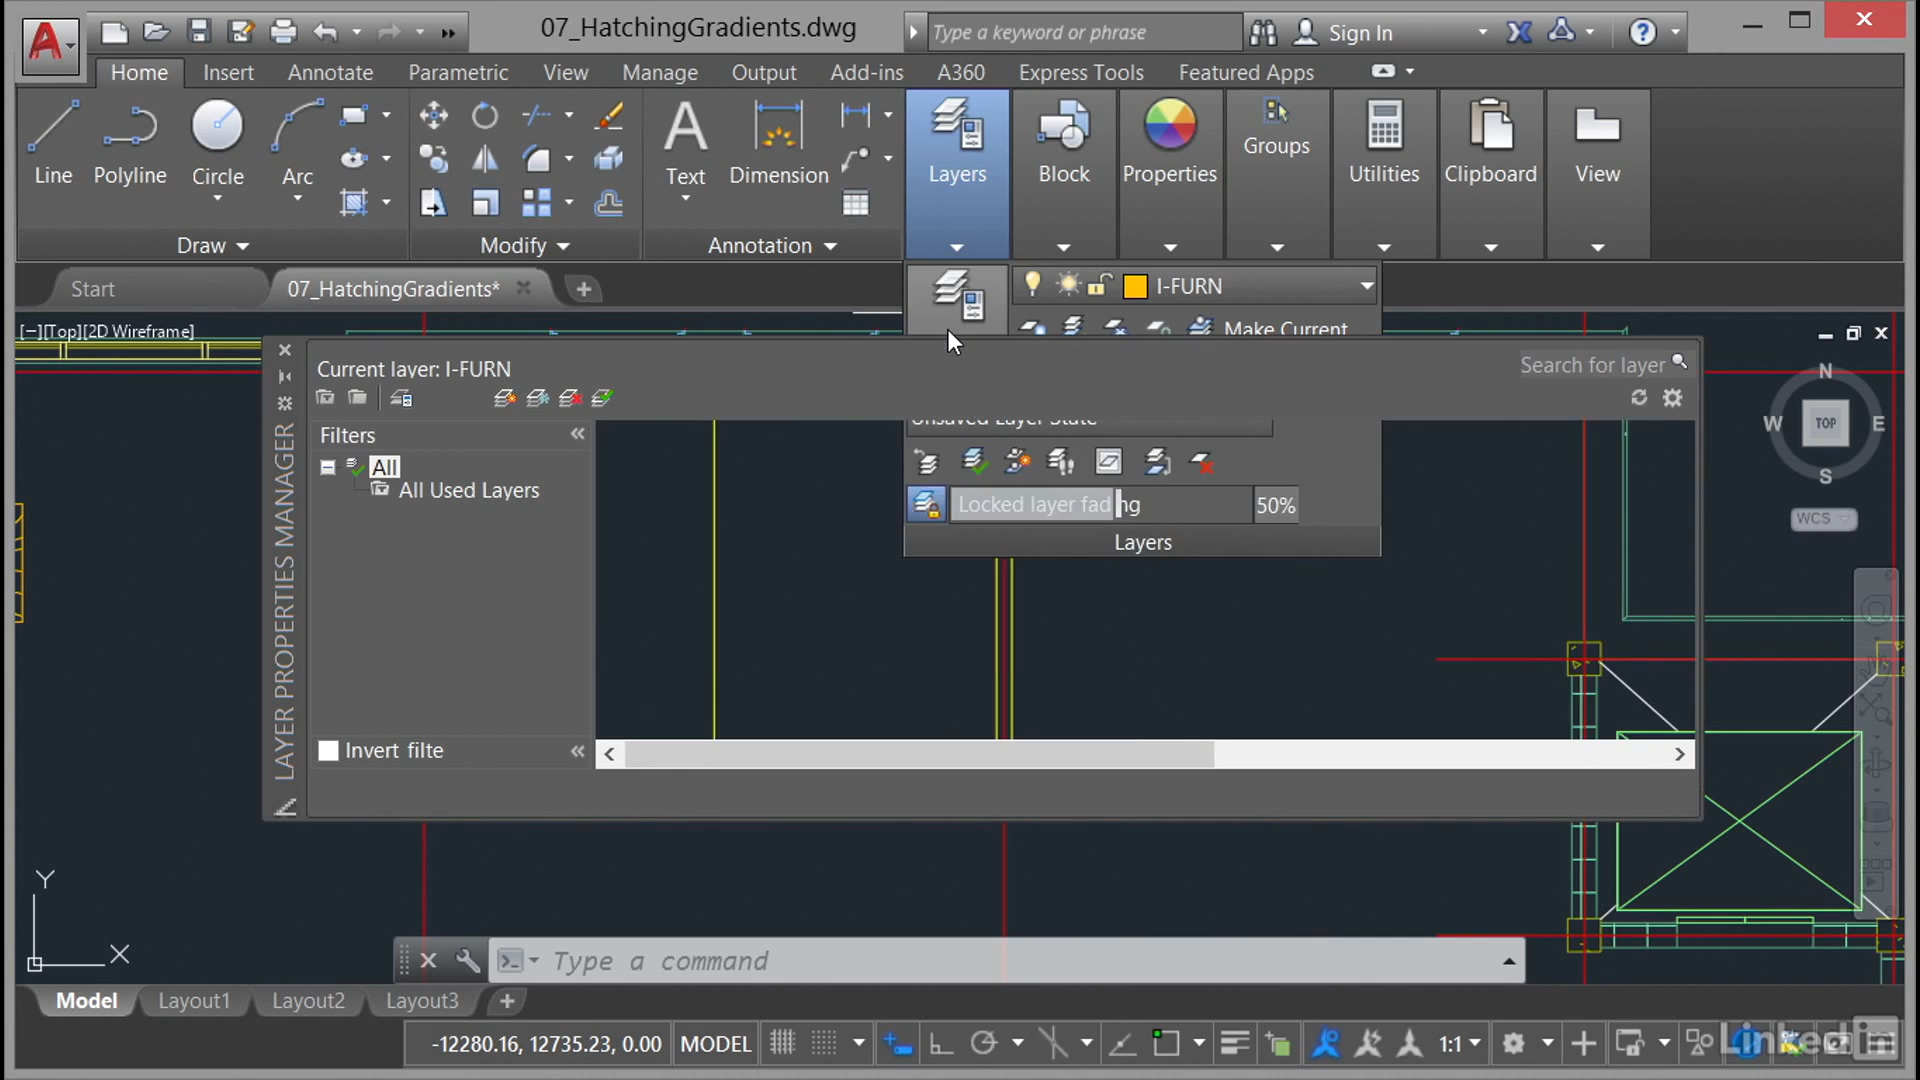 07_HatchingGradients.dwg
Type a keyword or phrase
Sign In
Home Insert Annotate Parametric View Manage Output Add-ins A360 Express Tools Featured Apps
Line Polyline Circle Arc
Text Dimension
Layers Block Properties Groups Utilities Clipboard View
Draw Modify Annotation
Start 07_HatchingGradients*
I-FURN
Make Current
[−][Top][2D Wireframe]
Current layer: I-FURN
Search for layer
Unsaved Layer State
Filters
All
All Used Layers
Locked layer fading 50%
Layers
Invert filte
LAYER PROPERTIES MANAGER
N
W TOP E
S
WCS
Y
X
Type a command
Model Layout1 Layout2 Layout3
-12280.16, 12735.23, 0.00 MODEL 1:1
LinkedIn